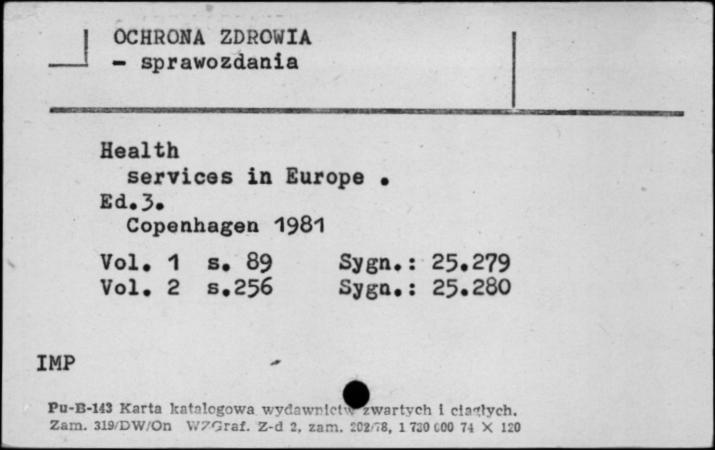 OCHRONA ZDROWIA
- sprawozdania
Health
services in Europe .
Ed.3.
Copenhagen 1981
Vol. 1 s. 89 Sygn.: 25.279
Vol. 2 s.256 Sygn.: 25.280
IMP
Pu-B-143 Karta katalogowa wydawnictw zwartych i ciągłych.
Zam. 319/DW/On WZGraf. Z-d 2, zam. 202/78, 1 730 000 74 X 120